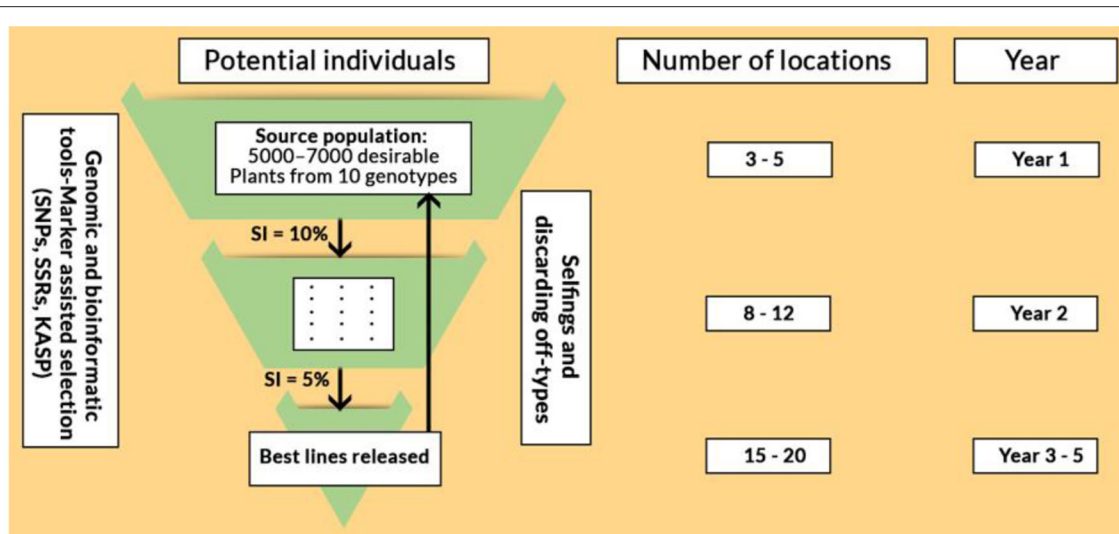 Potential individuals
Number of locations
Year
Genomic and bioinformatic
tools-Marker assisted selection
(SNPs, SSRs, KASP)
Source population:
5000–7000 desirable
Plants from 10 genotypes
3 - 5
Year 1
SI = 10%
Selfings and
discarding off-types
8 - 12
Year 2
SI = 5%
Best lines released
15 - 20
Year 3 - 5